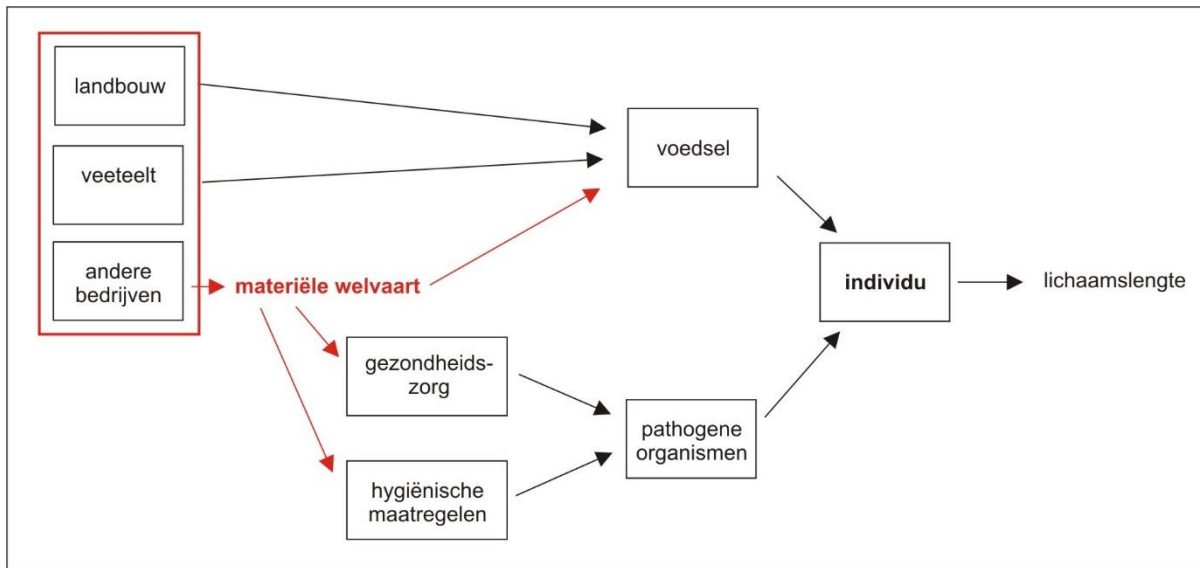 landbouw
veeteelt
andere
bedrijven
materiële welvaart
gezondheids-
zorg
hygiënische
maatregelen
voedsel
pathogene
organismen
individu
lichaamslengte